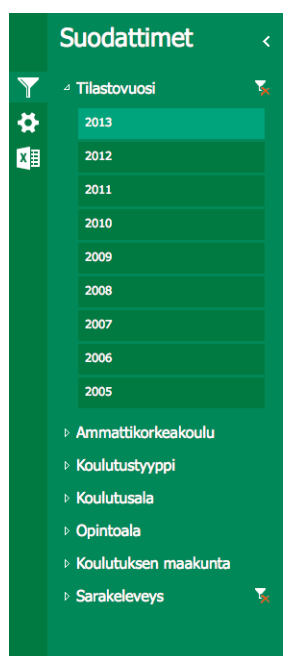 Suodattimet
Tilastovuosi
2013
2012
2011
2010
2009
2008
2007
2006
2005
Ammattikorkeakoulu
Koulutustyyppi
Koulutusala
Opintoala
Koulutuksen maakunta
Sarakeleveys